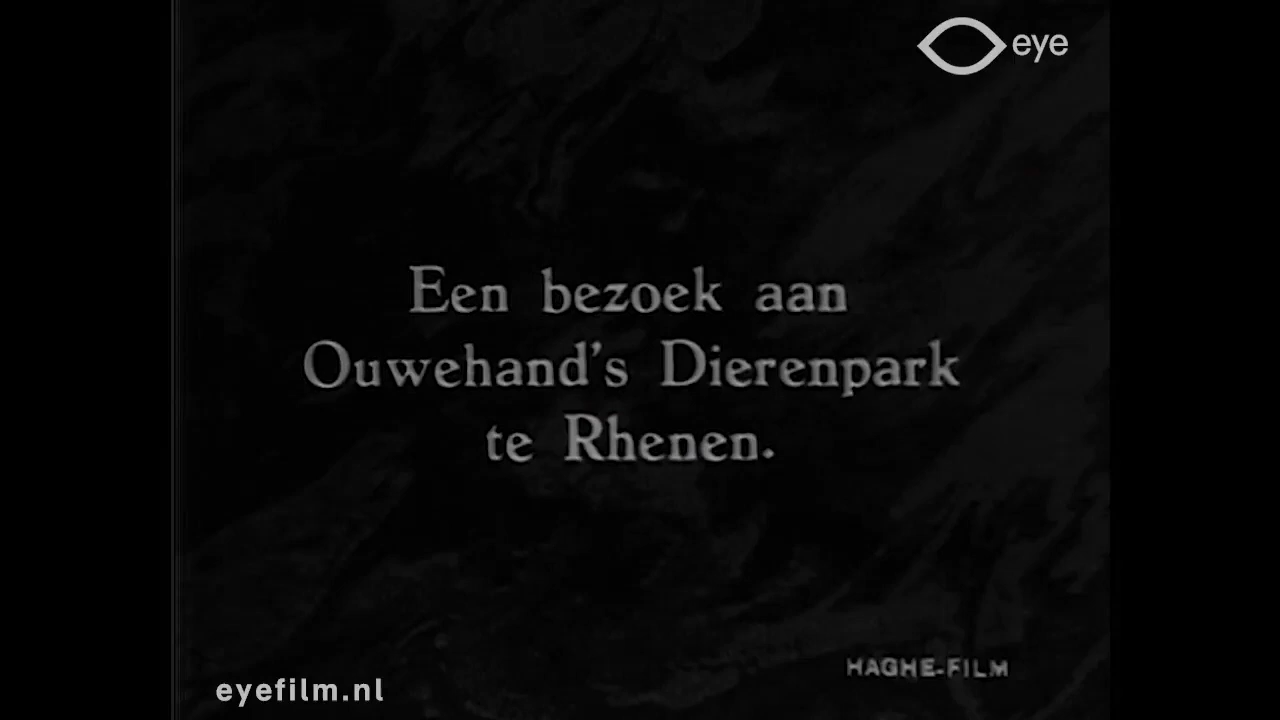 eye
Een bezoek aan
Ouwehand's Dierenpark
te Rhenen.
HAGHE-FILM
eyefilm.nl